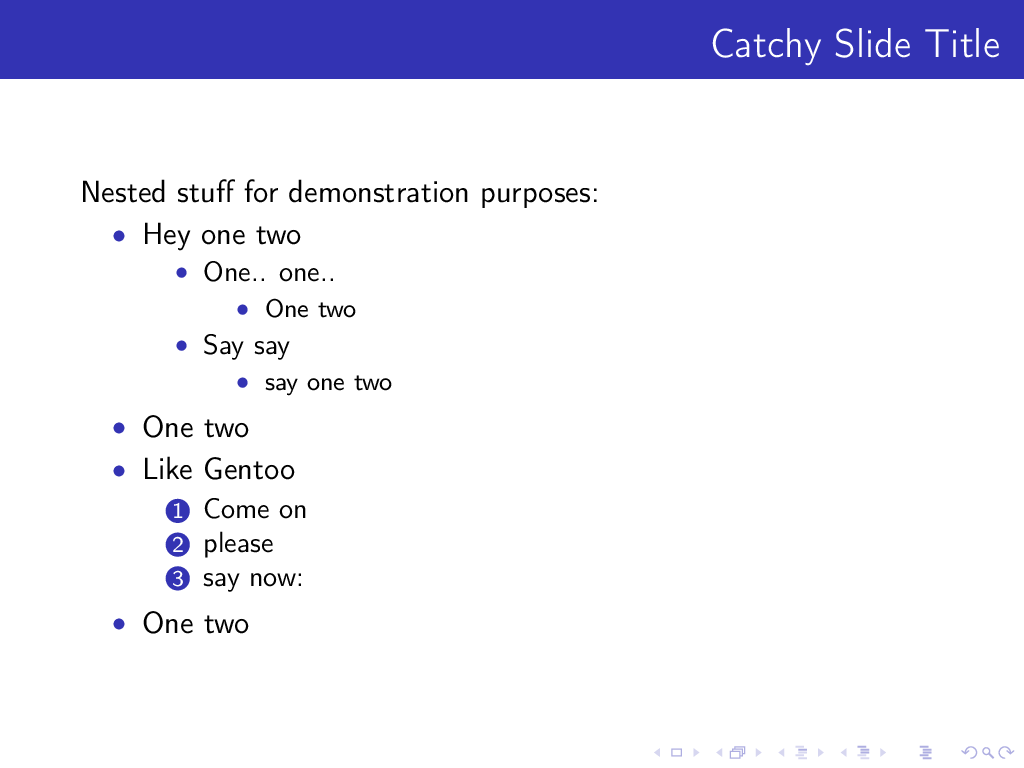 Catchy Slide Title
Nested stuff for demonstration purposes:
• Hey one two
• One.. one..
• One two
• Say say
• say one two
• One two
• Like Gentoo
1 Come on
2 please
3 say now:
• One two